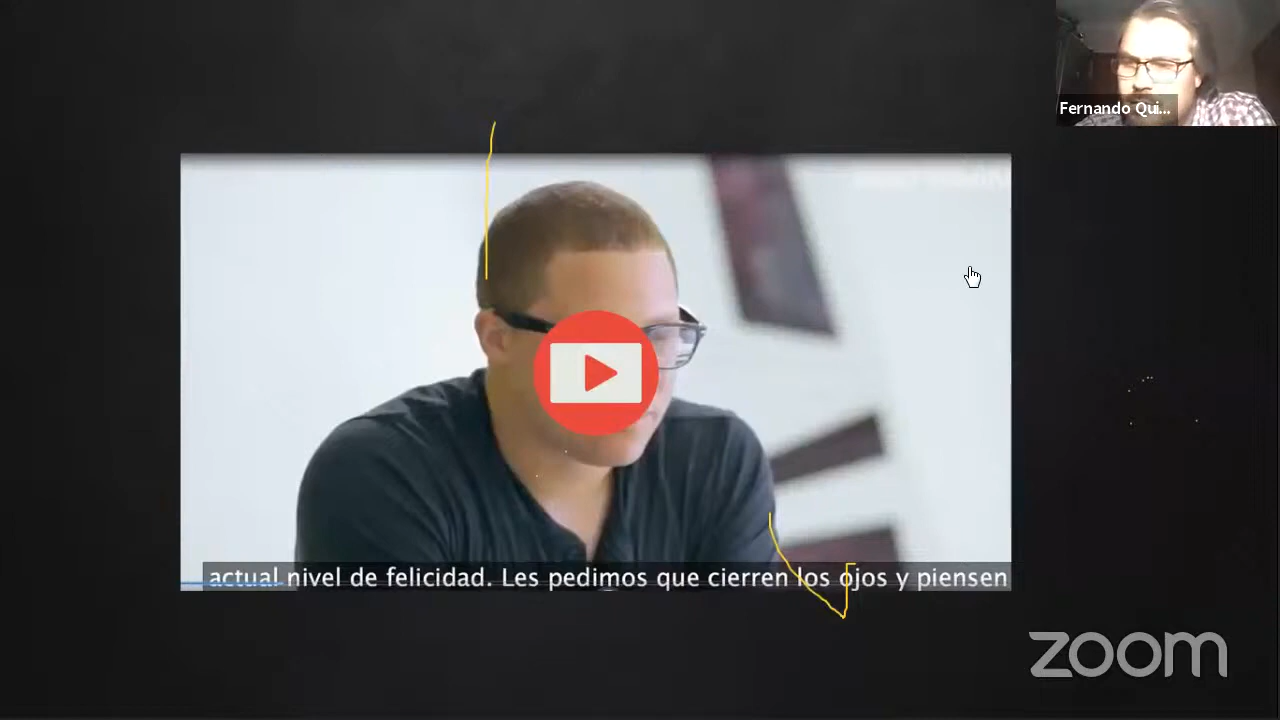 Fernando Qui...
actual nivel de felicidad. Les pedimos que cierren los ojos y piensen
zoom